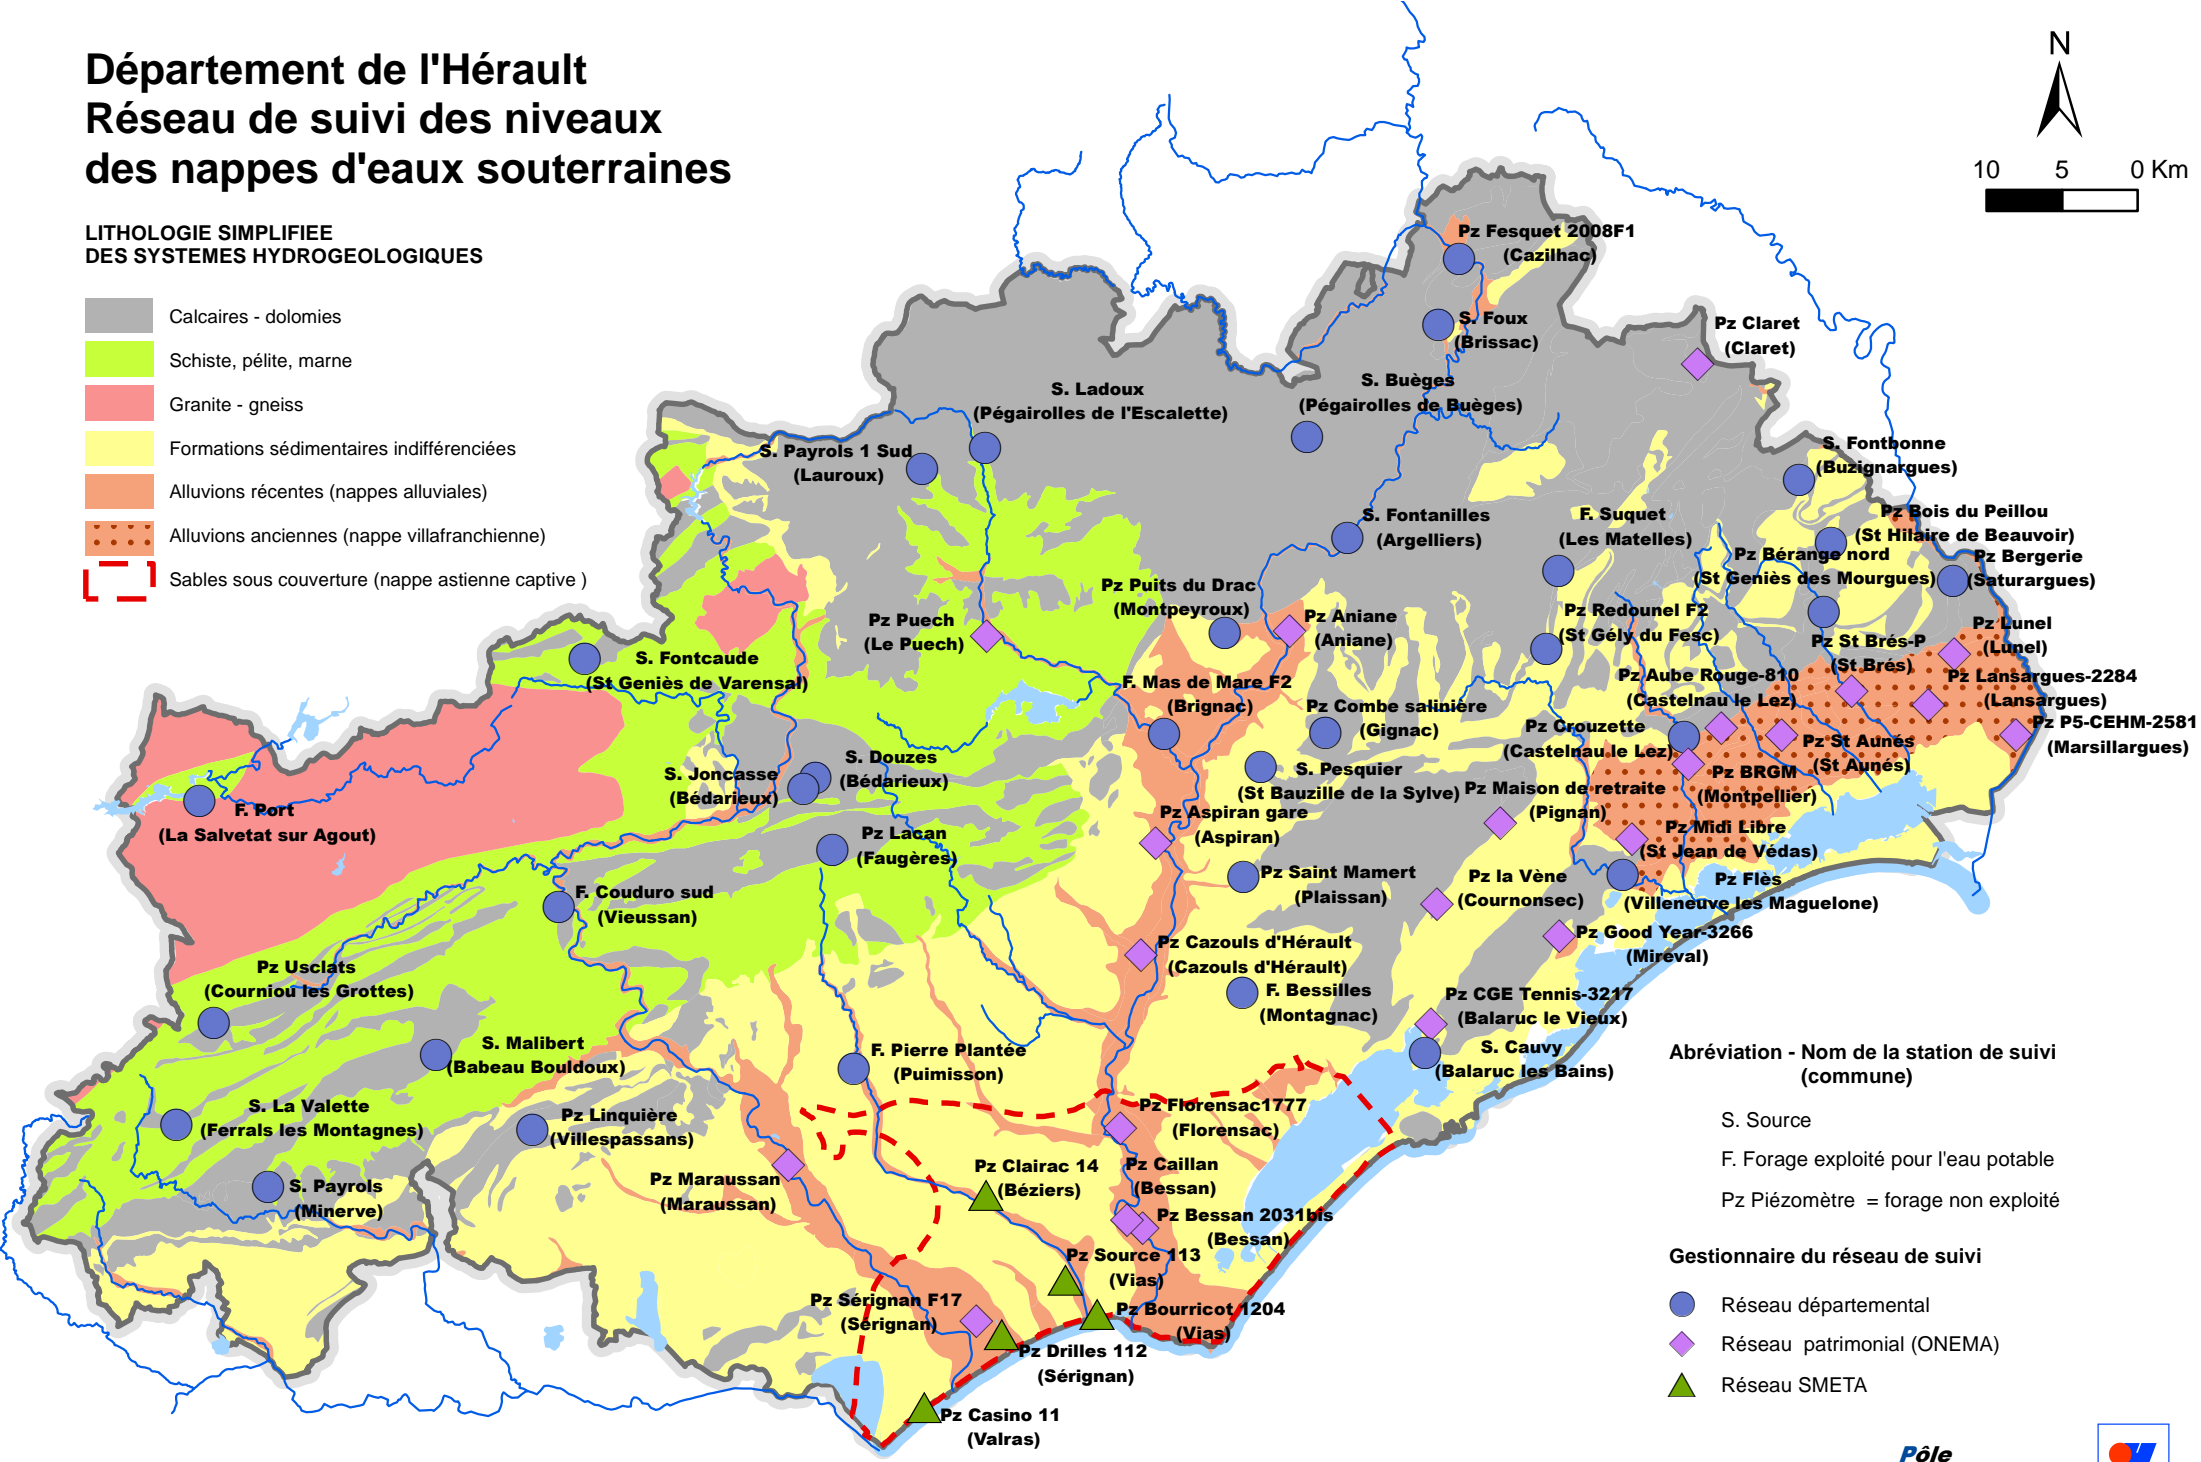 Département de l'Hérault
Réseau de suivi des niveaux
des nappes d'eaux souterraines
N
10 5 0 Km
LITHOLOGIE SIMPLIFIEE
DES SYSTEMES HYDROGEOLOGIQUES
Calcaires - dolomies
Schiste, pélite, marne
Granite - gneiss
Formations sédimentaires indifférenciées
Alluvions récentes (nappes alluviales)
Alluvions anciennes (nappe villafranchienne)
Sables sous couverture (nappe astienne captive )
Pz Fesquet 2008F1
(Cazilhac)
S. Foux
(Brissac)
Pz Claret
(Claret)
S. Ladoux
(Pégairolles de l'Escalette)
S. Buèges
(Pégairolles de Buèges)
S. Payrols 1 Sud
(Lauroux)
S. Fontbonne
(Buzignargues)
S. Fontanilles
(Argelliers)
F. Suquet
(Les Matelles)
Pz Bois du Peillou
(St Hilaire de Beauvoir)
Pz Bérange nord
(St Geniès des Mourgues)
Pz Bergerie
(Saturargues)
Pz Puits du Drac
(Montpeyroux)
Pz Puech
(Le Puech)
Pz Aniane
(Aniane)
Pz Redounel F2
(St Gély du Fesc)
Pz St Brés-P
(St Brés)
Pz Lunel
(Lunel)
S. Fontcaude
(St Geniès de Varensal)
F. Mas de Mare F2
(Brignac)
Pz Combe salinière
(Gignac)
Pz Aube Rouge-810
(Castelnau le Lez)
Pz Lansargues-2284
(Lansargues)
Pz Crouzette
(Castelnau le Lez)
Pz St Aunés
(St Aunés)
Pz P5-CEHM-2581
(Marsillargues)
S. Joncasse
(Bédarieux)
S. Douzes
(Bédarieux)
S. Pesquier
(St Bauzille de la Sylve)
Pz Maison de retraite
(Pignan)
Pz BRGM
(Montpellier)
F. Port
(La Salvetat sur Agout)
Pz Lacan
(Faugères)
Pz Aspiran gare
(Aspiran)
Pz Midi Libre
(St Jean de Védas)
F. Couduro sud
(Vieussan)
Pz Saint Mamert
(Plaissan)
Pz la Vène
(Cournonsec)
Pz Flès
(Villeneuve les Maguelone)
Pz Cazouls d'Hérault
(Cazouls d'Hérault)
Pz Good Year-3266
(Mireval)
Pz Usclats
(Courniou les Grottes)
F. Bessilles
(Montagnac)
Pz CGE Tennis-3217
(Balaruc le Vieux)
S. Malibert
(Babeau Bouldoux)
F. Pierre Plantée
(Puimisson)
S. Cauvy
(Balaruc les Bains)
S. La Valette
(Ferrals les Montagnes)
Pz Linquière
(Villespassans)
Pz Florensac1777
(Florensac)
S. Payrols
(Minerve)
Pz Maraussan
(Maraussan)
Pz Clairac 14
(Béziers)
Pz Caillan
(Bessan)
Pz Bessan 2031bis
(Bessan)
Pz Source 113
(Vias)
Pz Sérignan F17
(Sérignan)
Pz Bourricot 1204
(Vias)
Pz Drilles 112
(Sérignan)
Pz Casino 11
(Valras)
Abréviation - Nom de la station de suivi
(commune)
S. Source
F. Forage exploité pour l'eau potable
Pz Piézomètre = forage non exploité
Gestionnaire du réseau de suivi
Réseau départemental
Réseau patrimonial (ONEMA)
Réseau SMETA
Pôle